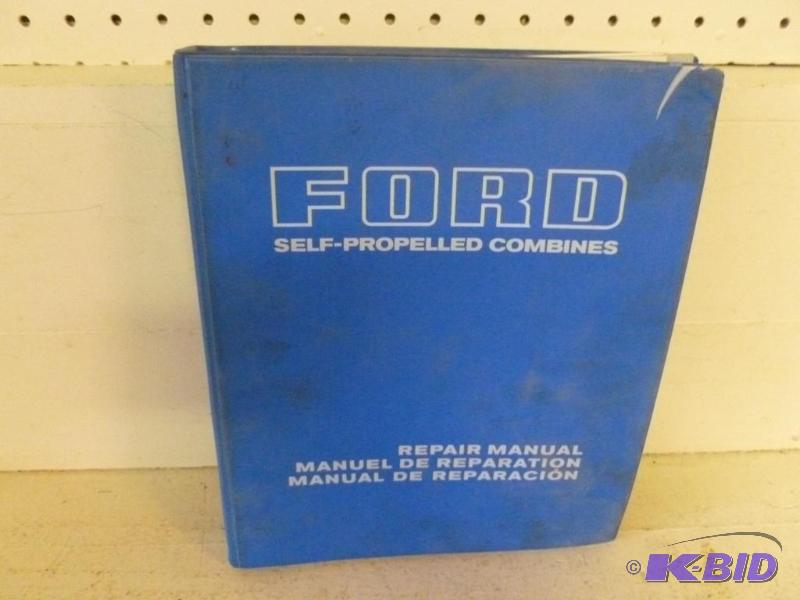 FORD
SELF-PROPELLED COMBINES
REPAIR MANUAL
MANUEL DE REPARATION
MANUAL DE REPARACIÓN
© K-BID